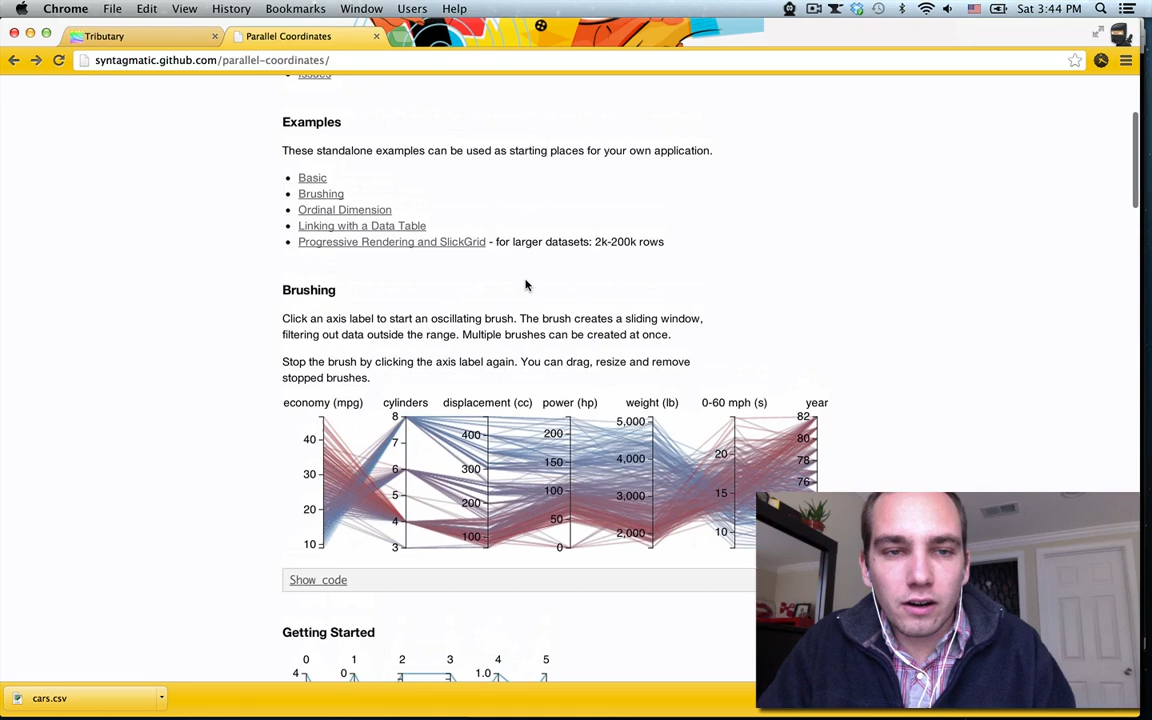 Chrome File Edit View History Bookmarks Window Users Help Sat 3:44 PM
Tributary
Parallel Coordinates
syntagmatic.github.com/parallel-coordinates/
Issues
Examples
These standalone examples can be used as starting places for your own application.
Basic
Brushing
Ordinal Dimension
Linking with a Data Table
Progressive Rendering and SlickGrid - for larger datasets: 2k-200k rows
Brushing
Click an axis label to start an oscillating brush. The brush creates a sliding window,
filtering out data outside the range. Multiple brushes can be created at once.
Stop the brush by clicking the axis label again. You can drag, resize and remove
stopped brushes.
economy (mpg) cylinders displacement (cc) power (hp) weight (lb) 0-60 mph (s) year
40 30 20 10
8 7 6 5 4 3
400 300 200 100
200 150 100 50 0
5,000 4,000 3,000 2,000
20 15 10
82 80 78 76
Show code
Getting Started
0 1 2 3 4 5
4 0 1.0
cars.csv